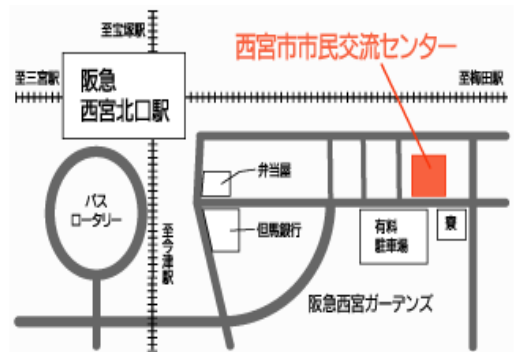 至宝塚駅
西宮市市民交流センター
至三宮駅
阪急
西宮北口駅
至梅田駅
弁当屋
バス
ロータリー
至今津駅
但馬銀行
有料
駐車場
寮
阪急西宮ガーデンズ